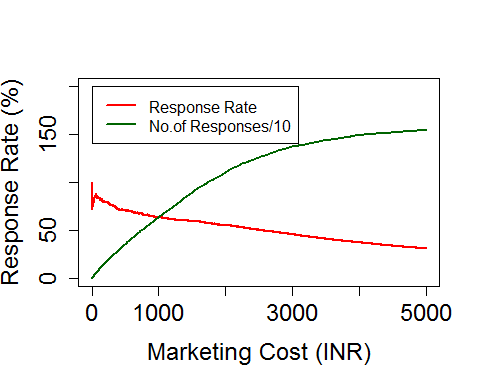 Response Rate
No.of Responses/10
Response Rate (%)
0 50 150
0 1000 3000 5000
Marketing Cost (INR)